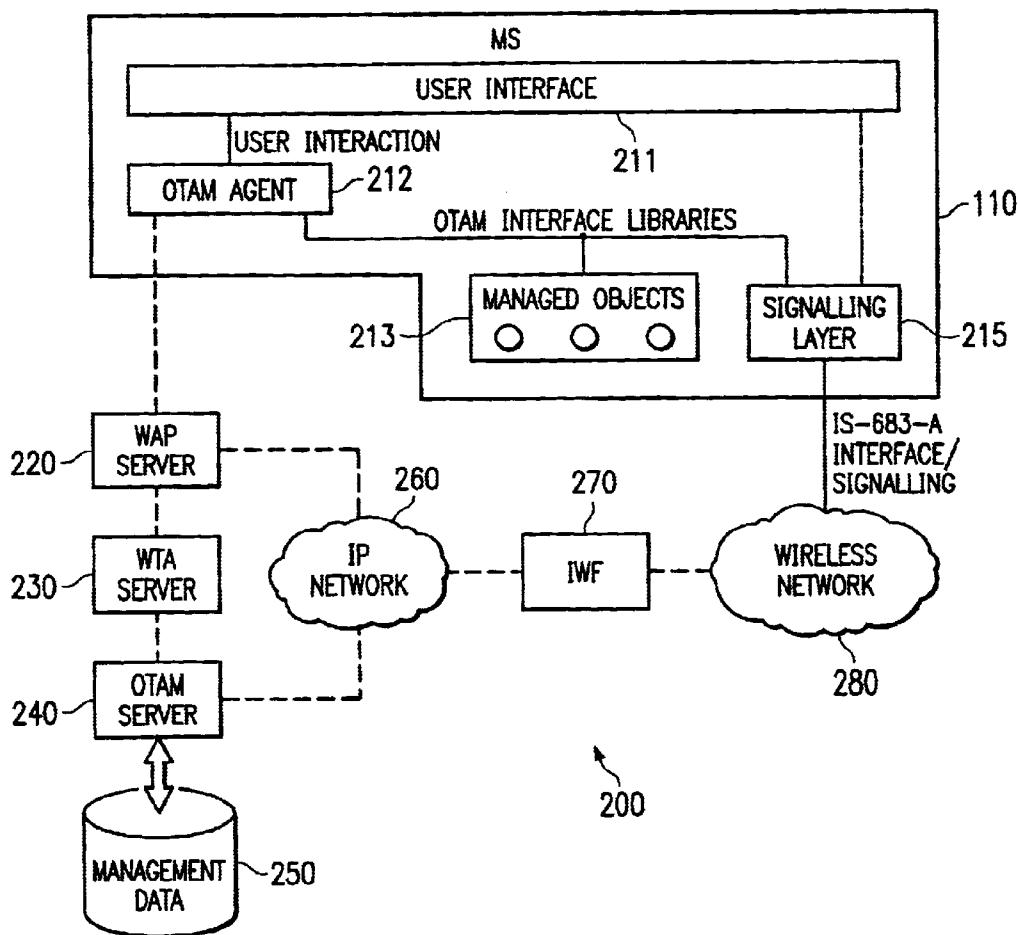 MS
USER INTERFACE
USER INTERACTION
211
OTAM AGENT
212
OTAM INTERFACE LIBRARIES
110
MANAGED OBJECTS
213
SIGNALLING
LAYER
215
WAP
SERVER
220
IS-683-A
INTERFACE/
SIGNALLING
260
270
WTA
SERVER
230
IP
NETWORK
IWF
WIRELESS
NETWORK
280
OTAM
SERVER
240
200
MANAGEMENT
DATA
250